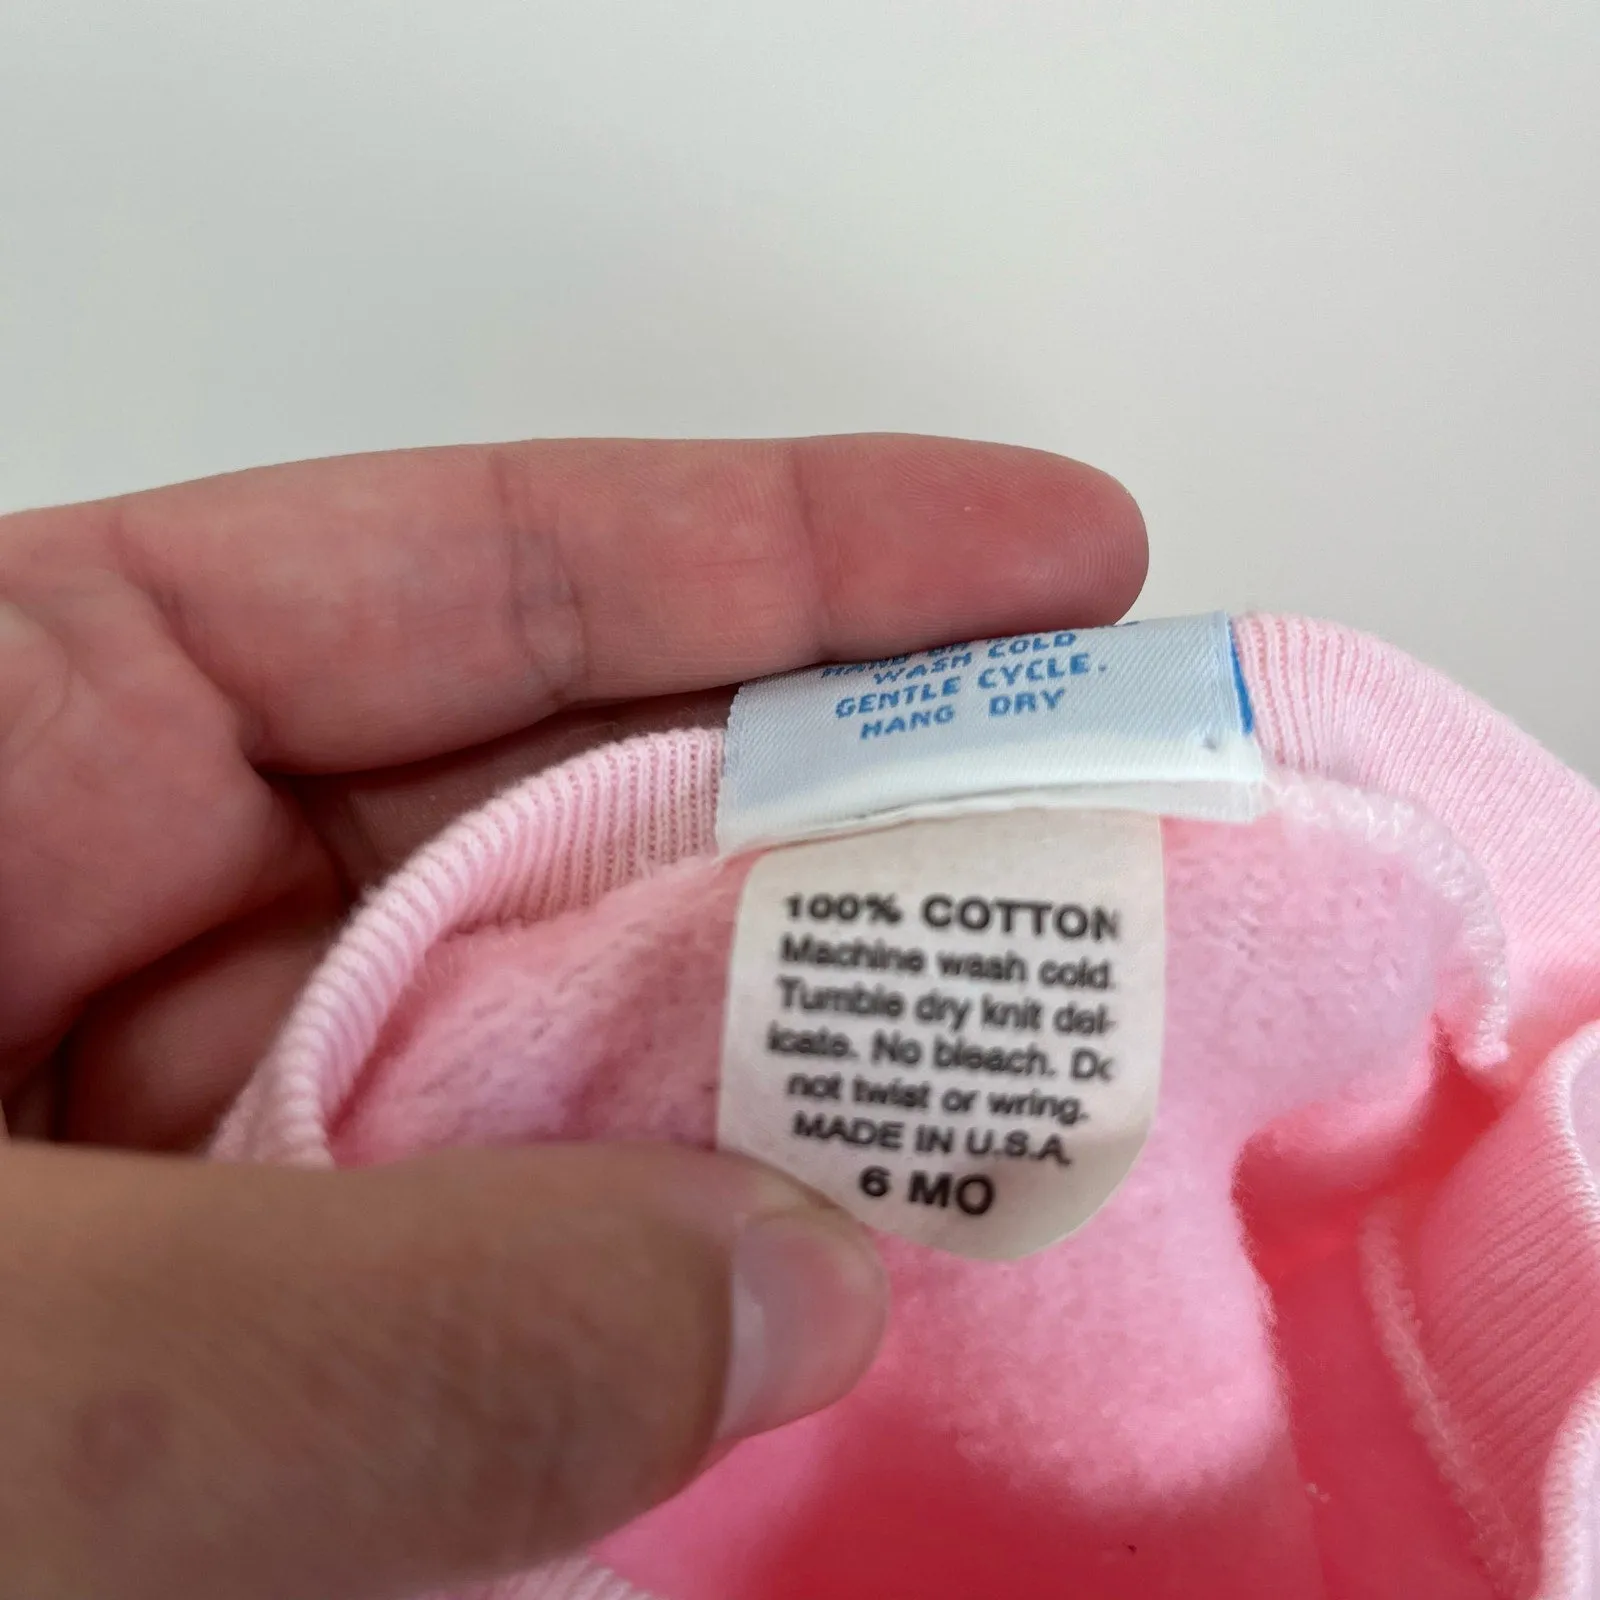 WASH COLD
GENTLE CYCLE.
HANG DRY
100% COTTON
Machine wash cold.
Tumble dry knit del-
icate. No bleach. Do
not twist or wring.
MADE IN U.S.A.
6 MO